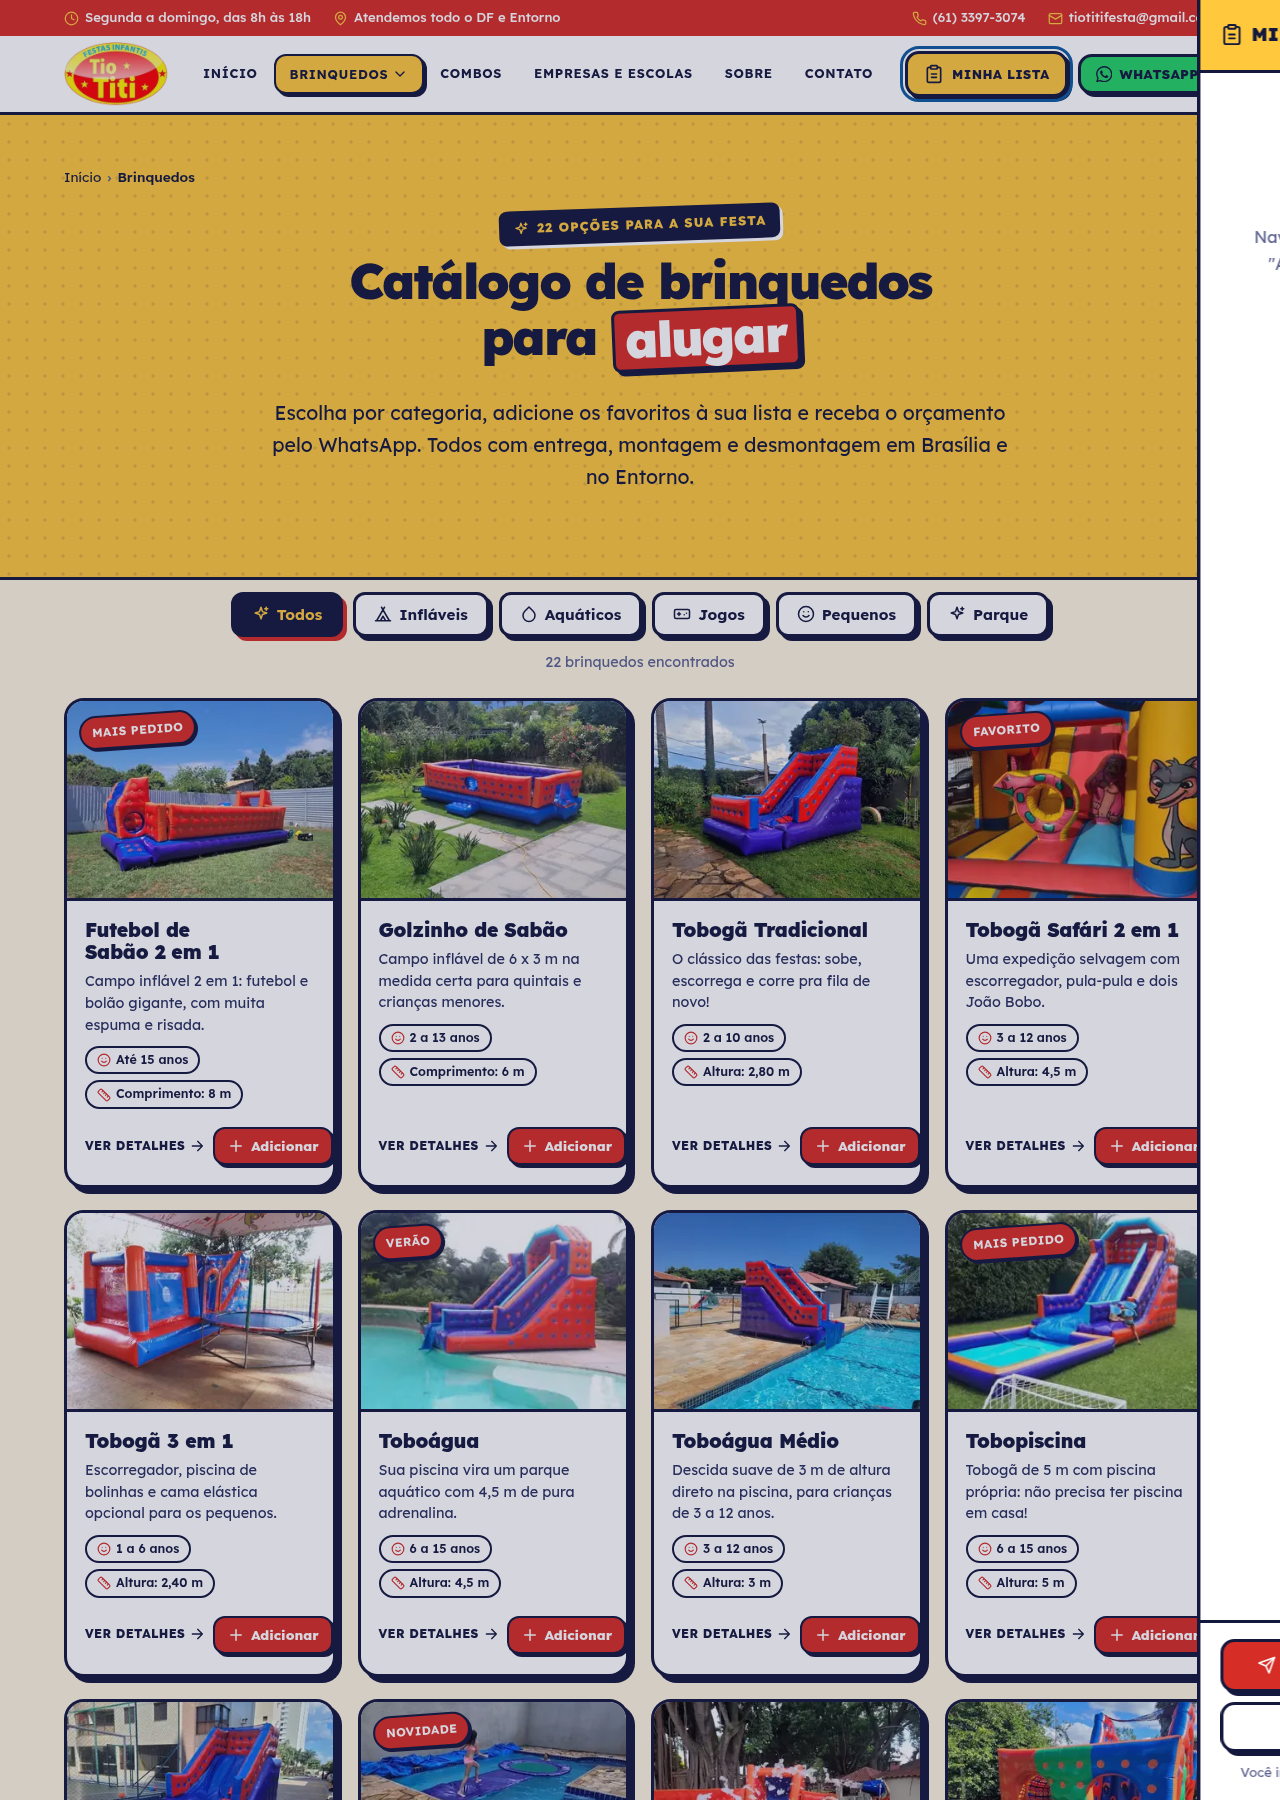 Segunda a domingo, das 8h às 18h
Atendemos todo o DF e Entorno
(61) 3397-3074
FESTAS INFANTIS
Tio
Titi
INÍCIO
BRINQUEDOS
COMBOS
EMPRESAS E ESCOLAS
SOBRE
CONTATO
MINHA LISTA
WHATSAPP
Início › Brinquedos
22 OPÇÕES PARA A SUA FESTA
Catálogo de brinquedos
para alugar
Escolha por categoria, adicione os favoritos à sua lista e receba o orçamento
pelo WhatsApp. Todos com entrega, montagem e desmontagem em Brasília e
no Entorno.
Todos
Infláveis
Aquáticos
Jogos
Pequenos
Parque
22 brinquedos encontrados
MAIS PEDIDO
Futebol de
Sabão 2 em 1
Campo inflável 2 em 1: futebol e
bolão gigante, com muita
espuma e risada.
Até 15 anos
Comprimento: 8 m
VER DETALHES
Adicionar
Golzinho de Sabão
Campo inflável de 6 x 3 m na
medida certa para quintais e
crianças menores.
2 a 13 anos
Comprimento: 6 m
VER DETALHES
Adicionar
Tobogã Tradicional
O clássico das festas: sobe,
escorrega e corre pra fila de
novo!
2 a 10 anos
Altura: 2,80 m
VER DETALHES
Adicionar
FAVORITO
Tobogã Safári 2 em 1
Uma expedição selvagem com
escorregador, pula-pula e dois
João Bobo.
3 a 12 anos
Altura: 4,5 m
VER DETALHES
Adicionar
Tobogã 3 em 1
Escorregador, piscina de
bolinhas e cama elástica
opcional para os pequenos.
1 a 6 anos
Altura: 2,40 m
VER DETALHES
Adicionar
VERÃO
Toboágua
Sua piscina vira um parque
aquático com 4,5 m de pura
adrenalina.
6 a 15 anos
Altura: 4,5 m
VER DETALHES
Adicionar
Toboágua Médio
Descida suave de 3 m de altura
direto na piscina, para crianças
de 3 a 12 anos.
3 a 12 anos
Altura: 3 m
VER DETALHES
Adicionar
MAIS PEDIDO
Tobopiscina
Tobogã de 5 m com piscina
própria: não precisa ter piscina
em casa!
6 a 15 anos
Altura: 5 m
VER DETALHES
Adicionar
NOVIDADE
Você